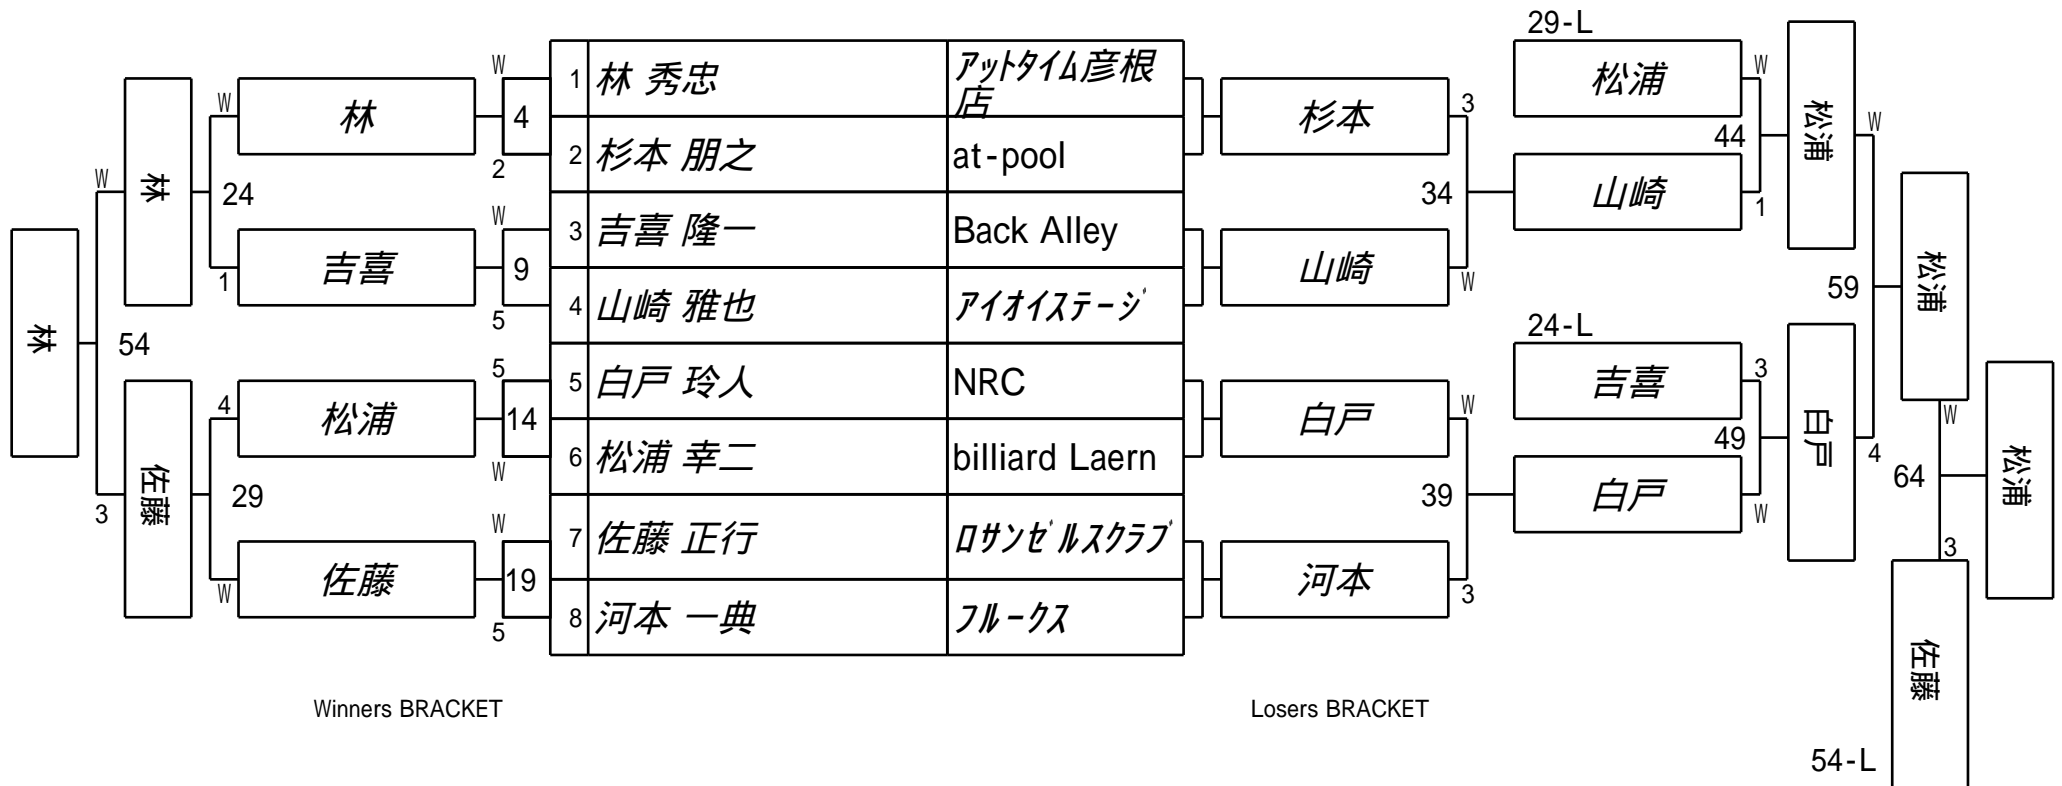 29-L
W
1 林 秀忠 アットタイム彦根
店
松浦
W
W
林
4
杉本
3
松浦
W
44
2
2 杉本 朋之 at-pool
W
林
24
34
山崎
1
松浦
W
3 吉喜 隆一 Back Alley
1
吉喜
9
山崎
W
59
林
5
4 山崎 雅也 アイオイステージ
24-L
54
5
5 白戸 玲人 NRC
吉喜
3
4
松浦
14
白戸
W
白戸
W
松浦
49
4
W
6 松浦 幸二 billiard Laern
佐藤
29
39
白戸
W
64
3
W
7 佐藤 正行 ロサンゼルスクラブ
3
W
佐藤
19
河本
3
5
8 河本 一典 フルークス
佐藤
Winners BRACKET
Losers BRACKET
54-L